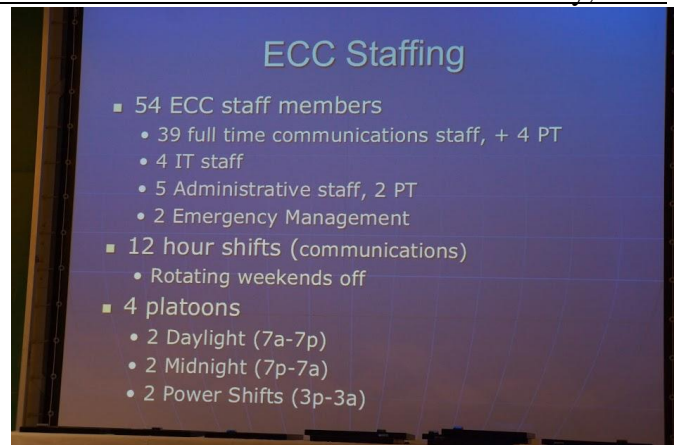 ECC Staffing
▪ 54 ECC staff members
• 39 full time communications staff, + 4 PT
• 4 IT staff
• 5 Administrative staff, 2 PT
• 2 Emergency Management
▪ 12 hour shifts (communications)
• Rotating weekends off
▪ 4 platoons
• 2 Daylight (7a-7p)
• 2 Midnight (7p-7a)
• 2 Power Shifts (3p-3a)